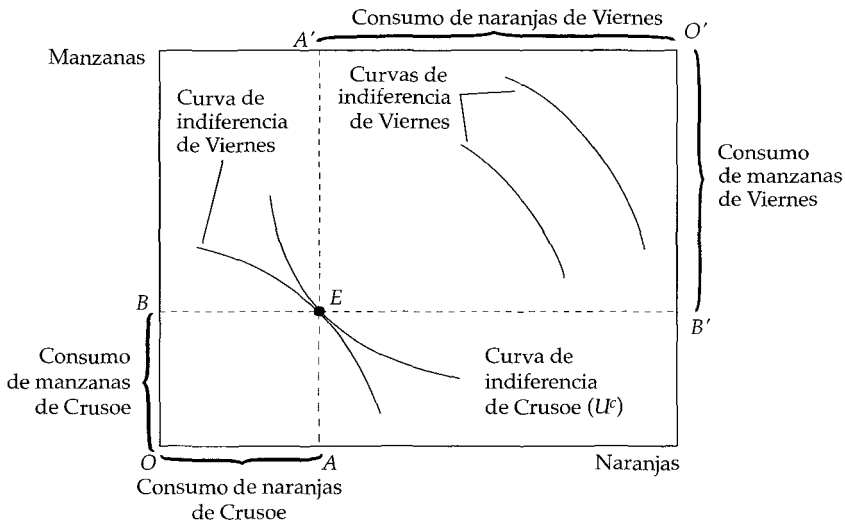 Consumo de naranjas de Viernes
A′
O′
Manzanas
Curva de
indiferencia
de Viernes
Curvas de
indiferencia
de Viernes
Consumo
de manzanas
de Viernes
B
E
B′
Consumo
de manzanas
de Crusoe
Curva de
indiferencia
de Crusoe (Uᶜ)
O
A
Naranjas
Consumo de naranjas
de Crusoe